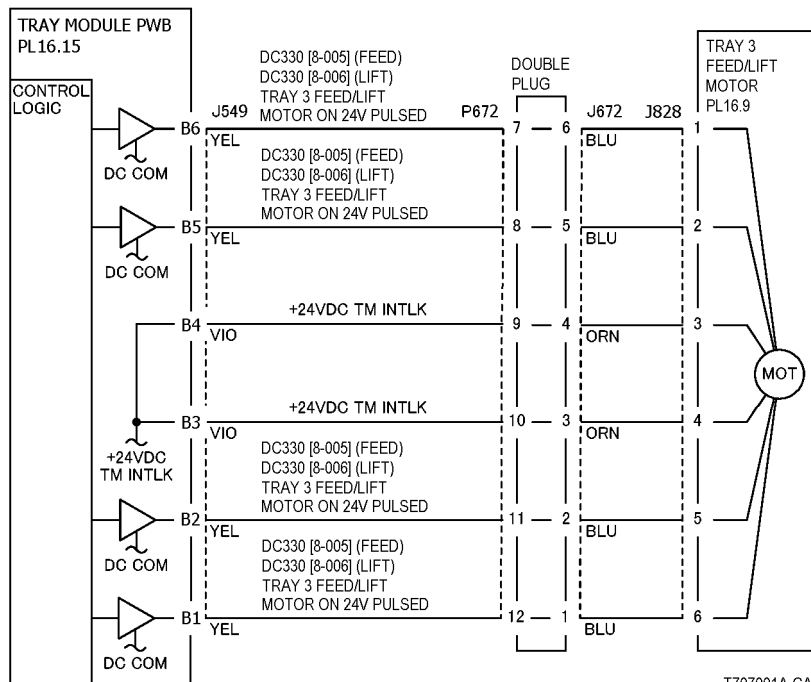 TRAY MODULE PWB
PL16.15
CONTROL
LOGIC
DC330 [8-005] (FEED)
DC330 [8-006] (LIFT)
TRAY 3 FEED/LIFT
MOTOR ON 24V PULSED
DOUBLE
PLUG
TRAY 3
FEED/LIFT
MOTOR
PL16.9
B6 J549 P672 7 6 J672 J828 1
YEL BLU
DC COM
DC330 [8-005] (FEED)
DC330 [8-006] (LIFT)
TRAY 3 FEED/LIFT
MOTOR ON 24V PULSED
B5 8 5 2
YEL BLU
DC COM
+24VDC TM INTLK
B4 9 4 3
VIO ORN
MOT
+24VDC TM INTLK
B3 10 3 4
VIO ORN
+24VDC
TM INTLK
DC330 [8-005] (FEED)
DC330 [8-006] (LIFT)
TRAY 3 FEED/LIFT
MOTOR ON 24V PULSED
B2 11 2 5
YEL BLU
DC COM
DC330 [8-005] (FEED)
DC330 [8-006] (LIFT)
TRAY 3 FEED/LIFT
MOTOR ON 24V PULSED
B1 12 1 6
YEL BLU
DC COM